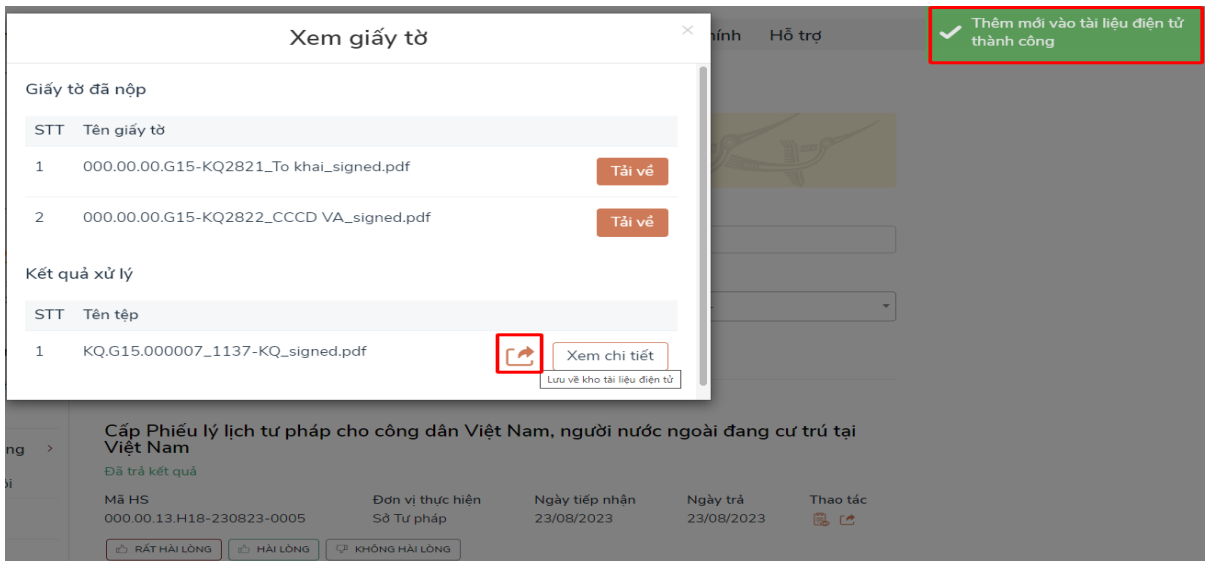 Xem giấy tờ
×
hính Hỗ trợ
Thêm mới vào tài liệu điện tử
thành công
Giấy tờ đã nộp
STT Tên giấy tờ
1 000.00.00.G15-KQ2821_To khai_signed.pdf Tải về
2 000.00.00.G15-KQ2822_CCCD VA_signed.pdf Tải về
Kết quả xử lý
STT Tên tệp
1 KQ.G15.000007_1137-KQ_signed.pdf Xem chi tiết
Lưu về kho tài liệu điện tử
Cấp Phiếu lý lịch tư pháp cho công dân Việt Nam, người nước ngoài đang cư trú tại
Việt Nam
ng >
Đã trả kết quả
Mã HS Đơn vị thực hiện Ngày tiếp nhận Ngày trả Thao tác
000.00.13.H18-230823-0005 Sở Tư pháp 23/08/2023 23/08/2023
RẤT HÀI LÒNG HÀI LÒNG KHÔNG HÀI LÒNG